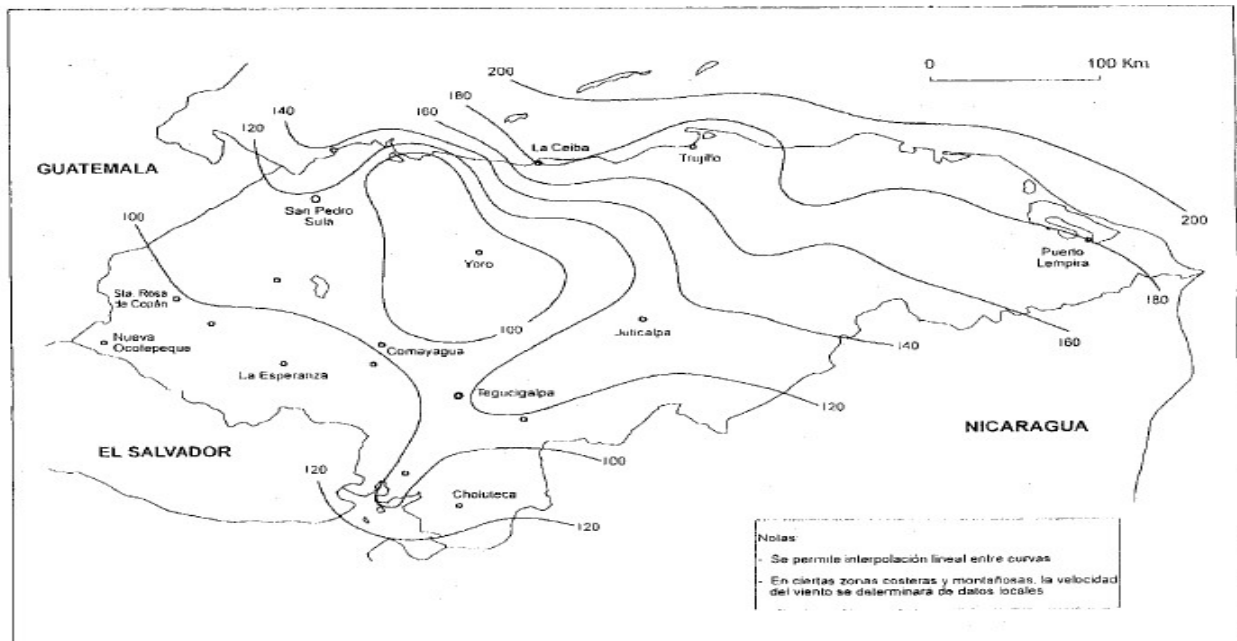 200
0 100 Km
180
140
160
120
La Ceiba
Trujillo
GUATEMALA
San Pedro
Sula
100
200
Yoro
Puerto
Lempira
Sta. Rosa
de Copán
180
100
Juticalpa
160
Nueva
Ocotepeque
Comayagua
140
La Esperanza
Tegucigalpa
120
NICARAGUA
EL SALVADOR
100
120
Choluteca
120
Notas
- Se permite interpolación lineal entre curvas
- En ciertas zonas costeras y montañosas, la velocidad
del viento se determinara de datos locales